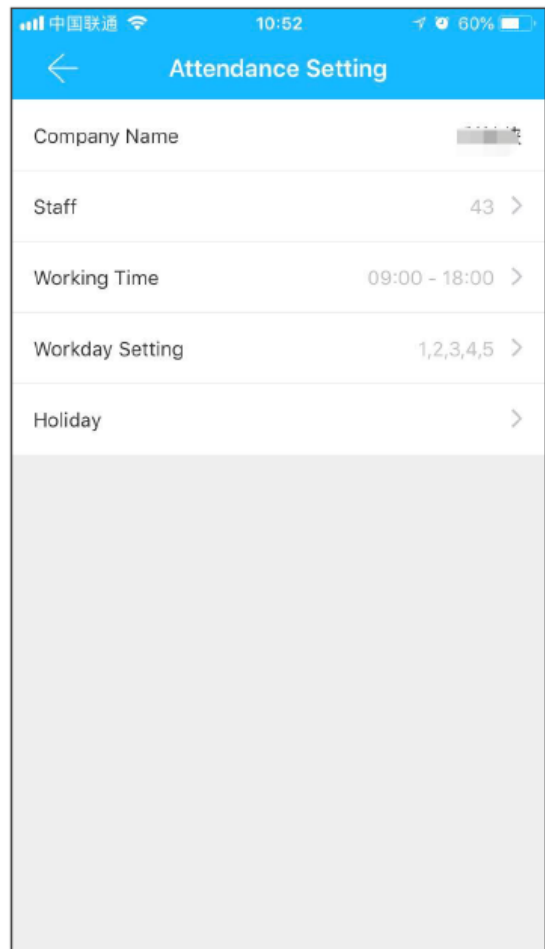 中国联通 10:52 60%
Attendance Setting
Company Name
Staff 43
Working Time 09:00 - 18:00
Workday Setting 1,2,3,4,5
Holiday